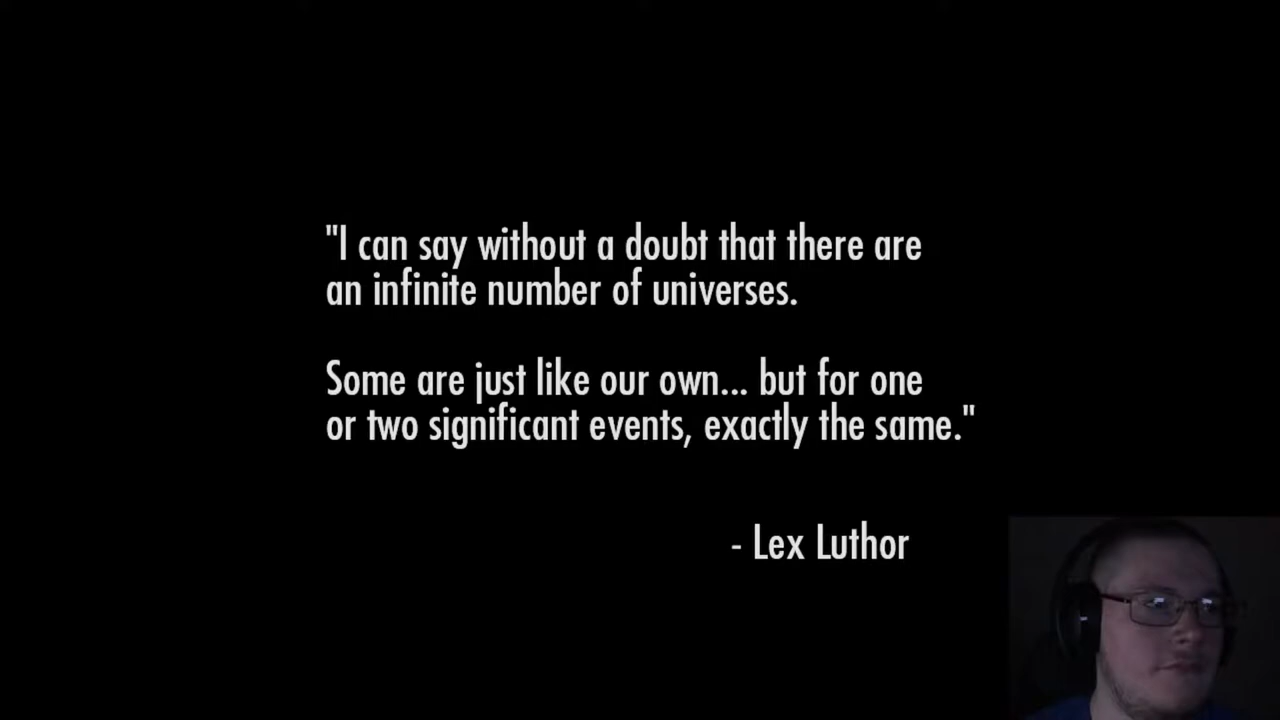 "I can say without a doubt that there are
an infinite number of universes.
Some are just like our own... but for one
or two significant events, exactly the same."
- Lex Luthor